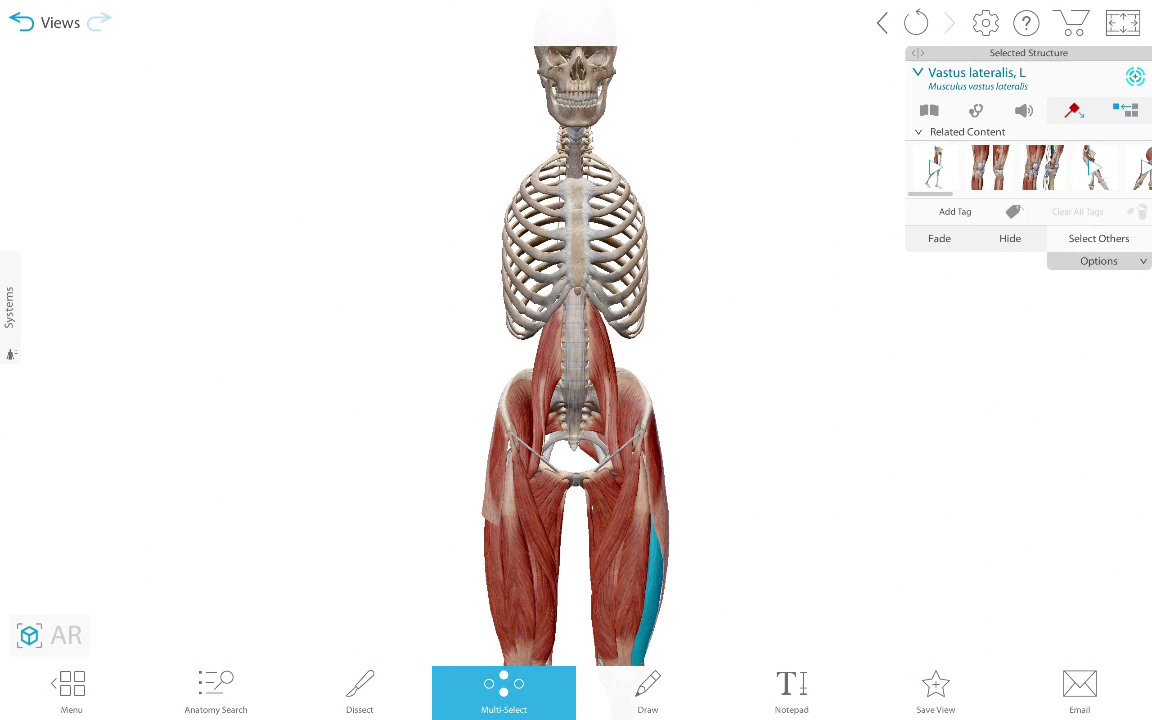 Views
Selected Structure
Vastus lateralis, L
Musculus vastus lateralis
Related Content
Add Tag
Clear All Tags
Fade
Hide
Select Others
Options
Systems
AR
Menu
Anatomy Search
Dissect
Multi-Select
Draw
Notepad
Save View
Email